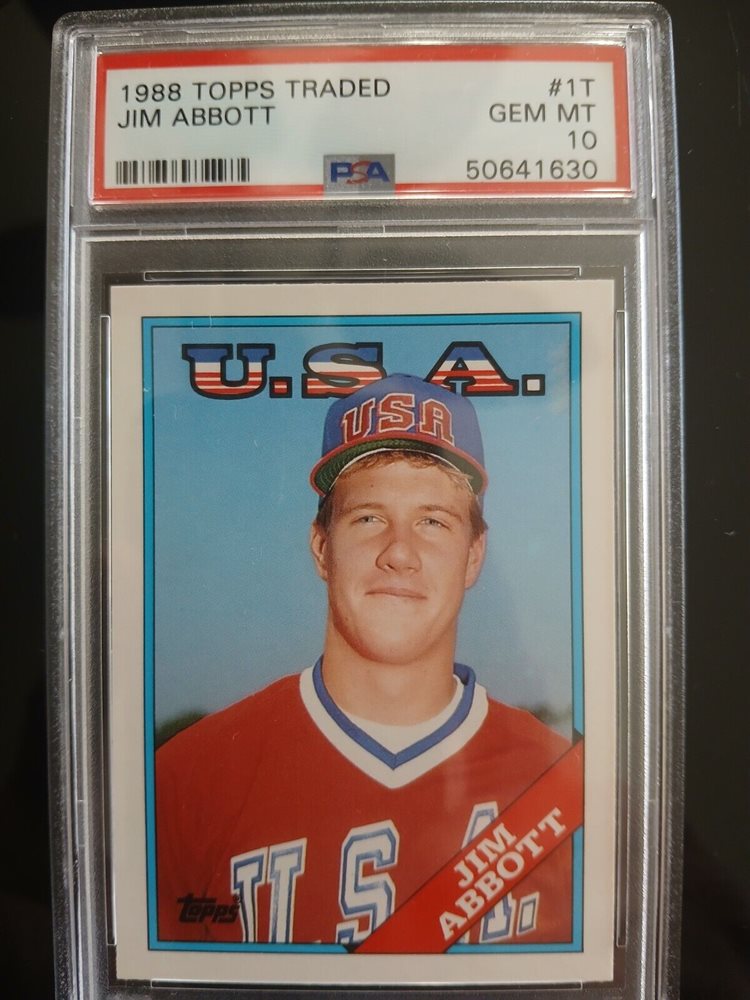 1988 TOPPS TRADED #1T
JIM ABBOTT GEM MT
10
PSA 50641630
U.S.A.
USA
U.S.A.
JIM
ABBOTT
topps®